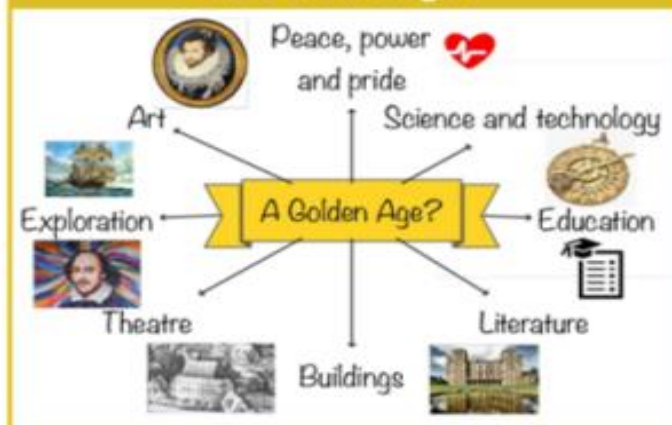 Peace, power
and pride
Art
Science and technology
A Golden Age?
Exploration
Education
Theatre
Literature
Buildings